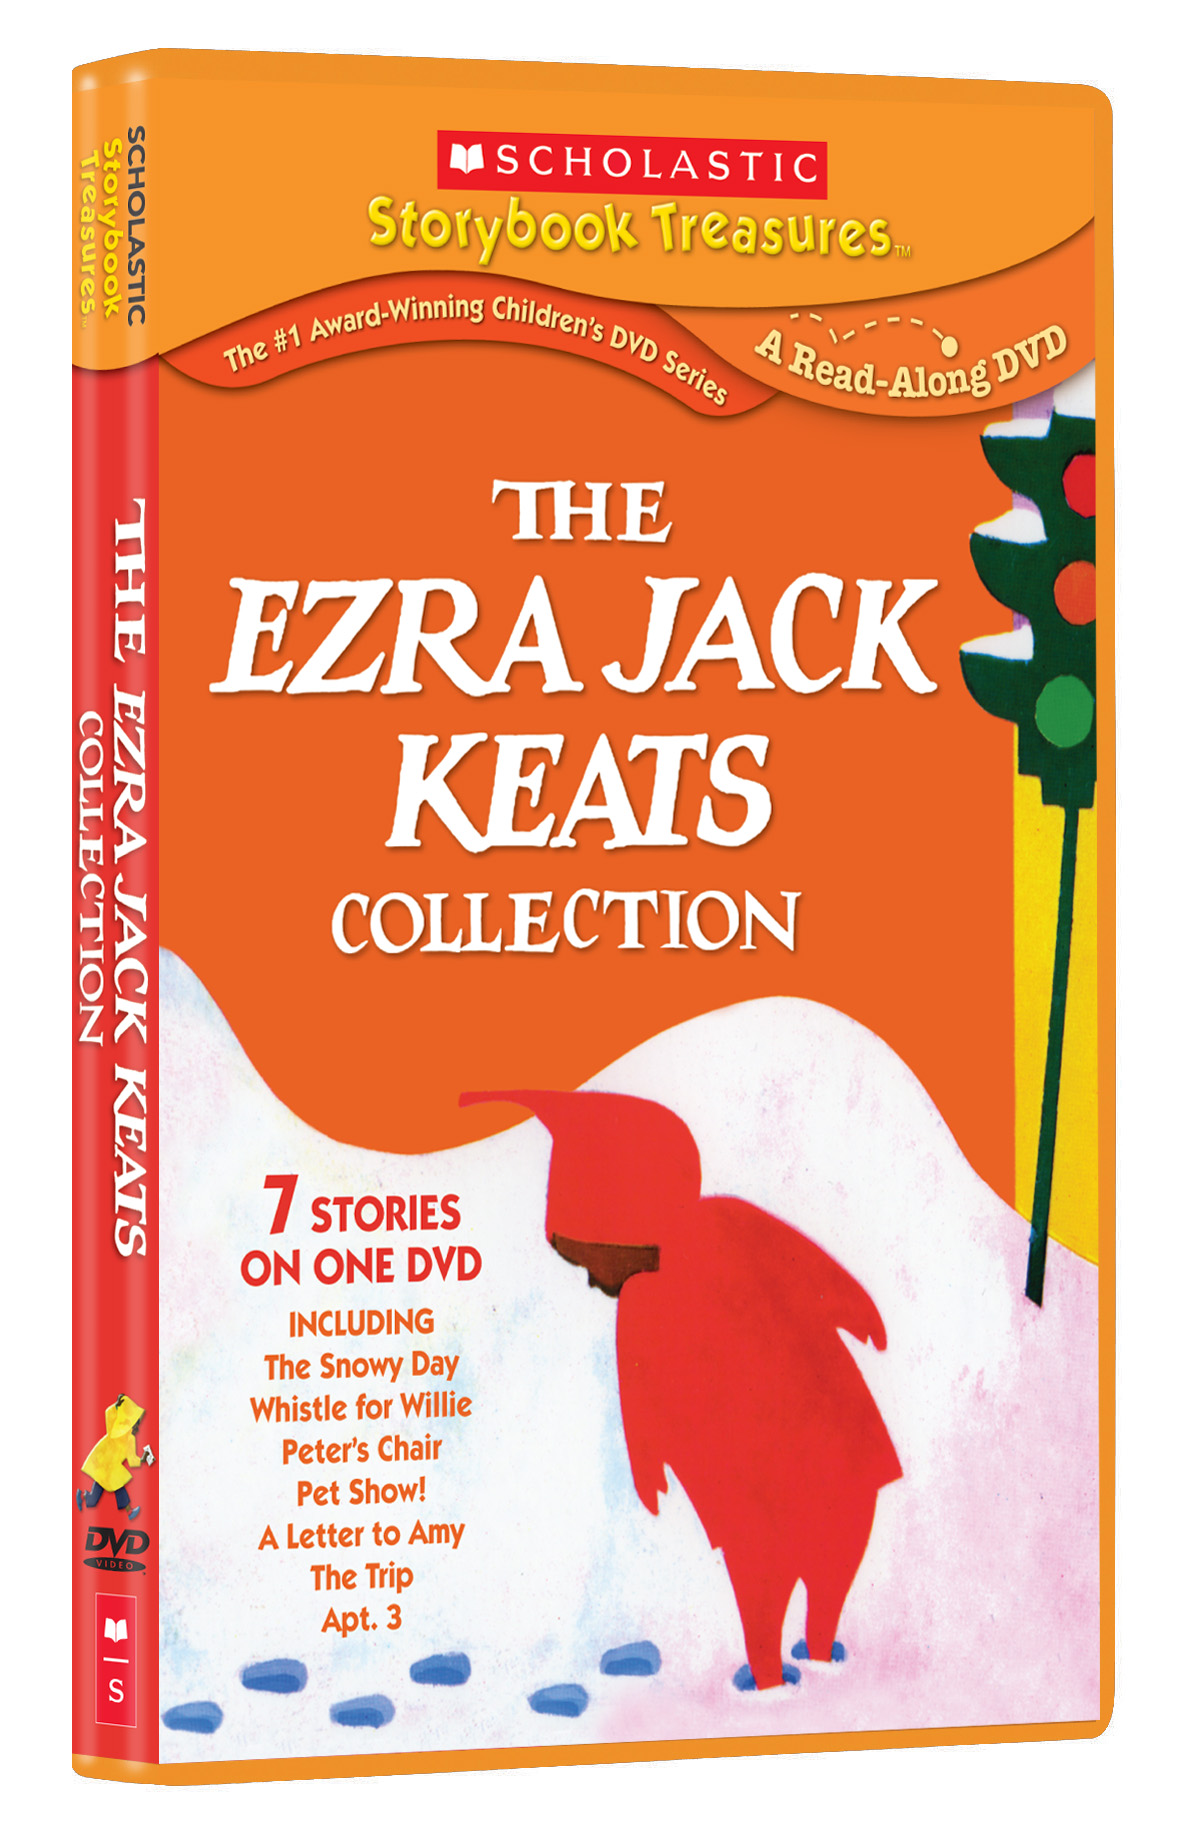 SCHOLASTIC
Storybook Treasures™
The #1 Award-Winning Children's DVD Series
A Read-Along DVD
THE
EZRA JACK
KEATS
COLLECTION
7 STORIES
ON ONE DVD
INCLUDING
The Snowy Day
Whistle for Willie
Peter's Chair
Pet Show!
A Letter to Amy
The Trip
Apt. 3
SCHOLASTIC
Storybook
Treasures™
THE EZRA JACK KEATS
COLLECTION
DVD
VIDEO
S